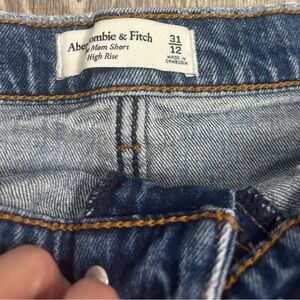 Abercrombie & Fitch
Mom Short
High Rise
31
12
MADE IN
CAMBODIA